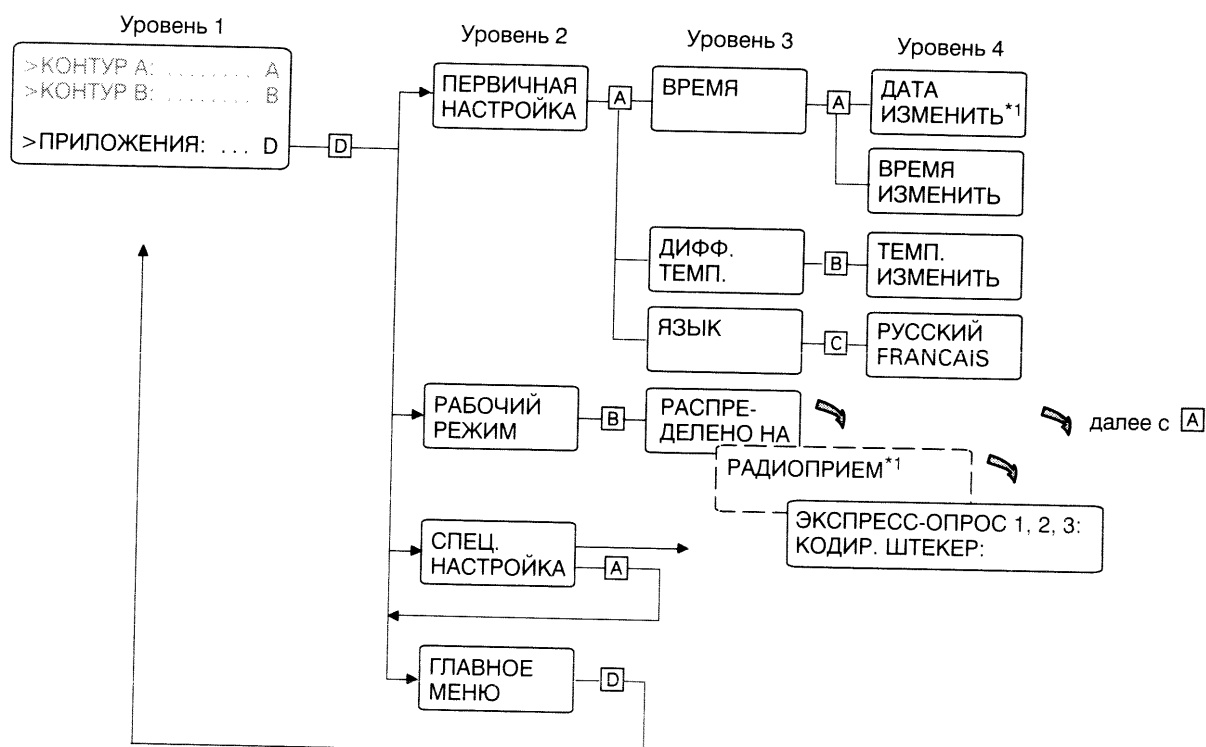 Уровень 1
Уровень 2
Уровень 3
Уровень 4
>КОНТУР А: ........ А
>КОНТУР В: ........ В
>ПРИЛОЖЕНИЯ: ... D
D
ПЕРВИЧНАЯ
НАСТРОЙКА
A
ВРЕМЯ
A
ДАТА
ИЗМЕНИТЬ*1
ВРЕМЯ
ИЗМЕНИТЬ
ДИФФ.
ТЕМП.
B
ТЕМП.
ИЗМЕНИТЬ
ЯЗЫК
C
РУССКИЙ
FRANCAIS
РАБОЧИЙ
РЕЖИМ
B
РАСПРЕ-
ДЕЛЕНО НА
далее с A
РАДИОПРИЕМ*1
ЭКСПРЕСС-ОПРОС 1, 2, 3:
КОДИР. ШТЕКЕР:
СПЕЦ.
НАСТРОЙКА
A
ГЛАВНОЕ
МЕНЮ
D